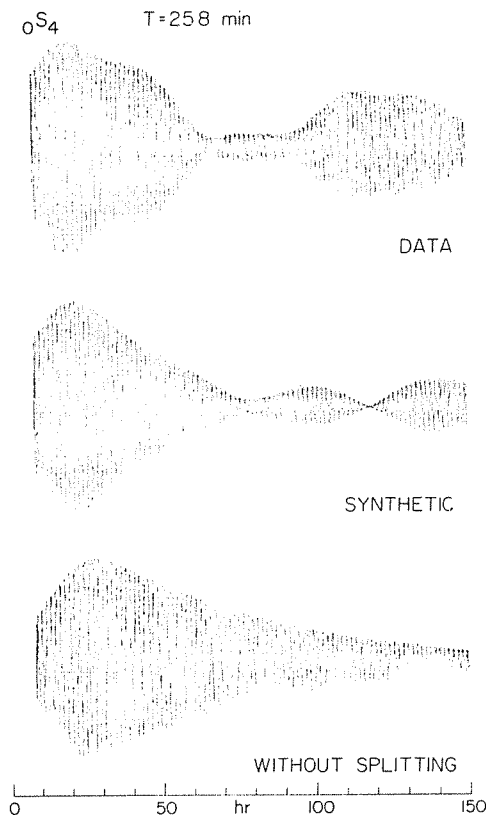 ₀S₄ T=258 min
DATA
SYNTHETIC
WITHOUT SPLITTING
0 50 hr 100 150